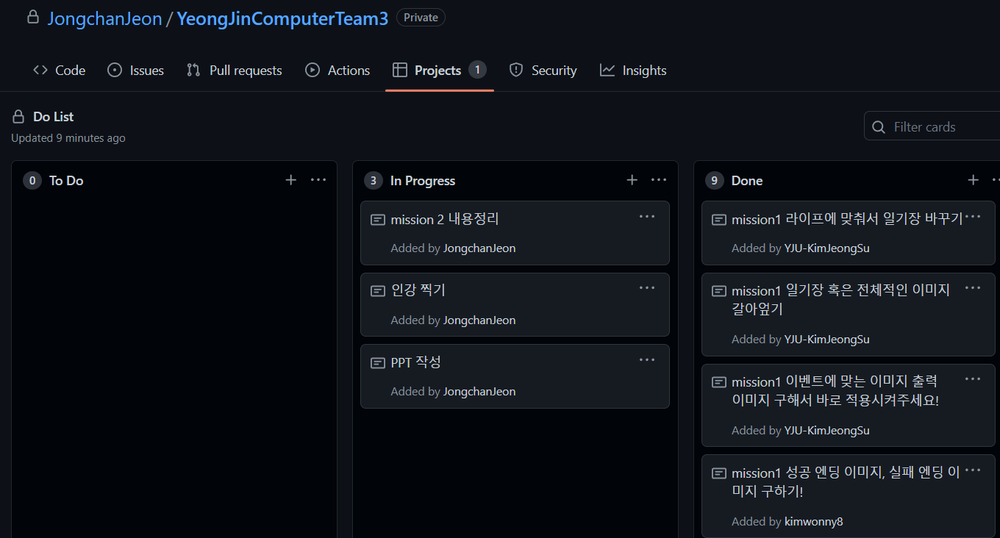 JongchanJeon / YeongJinComputerTeam3 Private
Code Issues Pull requests Actions Projects 1 Security Insights
Do List
Updated 9 minutes ago
Filter cards
0 To Do
3 In Progress
mission 2 내용정리
Added by JongchanJeon
인강 찍기
Added by JongchanJeon
PPT 작성
Added by JongchanJeon
9 Done
mission1 라이프에 맞춰서 일기장 바꾸기
Added by YJU-KimJeongSu
mission1 일기장 혹은 전체적인 이미지
갈아엎기
Added by YJU-KimJeongSu
mission1 이벤트에 맞는 이미지 출력
이미지 구해서 바로 적용시켜주세요!
Added by YJU-KimJeongSu
mission1 성공 엔딩 이미지, 실패 엔딩 이
미지 구하기!
Added by kimwonny8